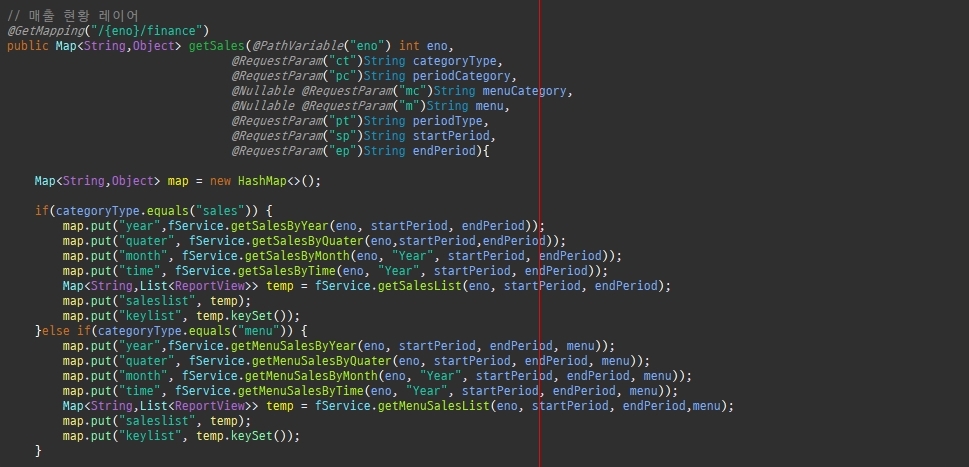 // 매출 현황 레이어
@GetMapping("/{eno}/finance")
public Map<String,Object> getSales(@PathVariable("eno") int eno,
@RequestParam("ct")String categoryType,
@RequestParam("pc")String periodCategory,
@Nullable @RequestParam("mc")String menuCategory,
@Nullable @RequestParam("m")String menu,
@RequestParam("pt")String periodType,
@RequestParam("sp")String startPeriod,
@RequestParam("ep")String endPeriod){
Map<String,Object> map = new HashMap<>();
if(categoryType.equals("sales")) {
map.put("year",fService.getSalesByYear(eno, startPeriod, endPeriod));
map.put("quater", fService.getSalesByQuater(eno,startPeriod,endPeriod));
map.put("month", fService.getSalesByMonth(eno, "Year", startPeriod, endPeriod));
map.put("time", fService.getSalesByTime(eno, "Year", startPeriod, endPeriod));
Map<String,List<ReportView>> temp = fService.getSalesList(eno, startPeriod, endPeriod);
map.put("saleslist", temp);
map.put("keylist", temp.keySet());
}else if(categoryType.equals("menu")) {
map.put("year",fService.getMenuSalesByYear(eno, startPeriod, endPeriod, menu));
map.put("quater", fService.getMenuSalesByQuater(eno, startPeriod, endPeriod, menu));
map.put("month", fService.getMenuSalesByMonth(eno, "Year", startPeriod, endPeriod, menu));
map.put("time", fService.getMenuSalesByTime(eno, "Year", startPeriod, endPeriod, menu));
Map<String,List<ReportView>> temp = fService.getMenuSalesList(eno, startPeriod, endPeriod,menu);
map.put("saleslist", temp);
map.put("keylist", temp.keySet());
}